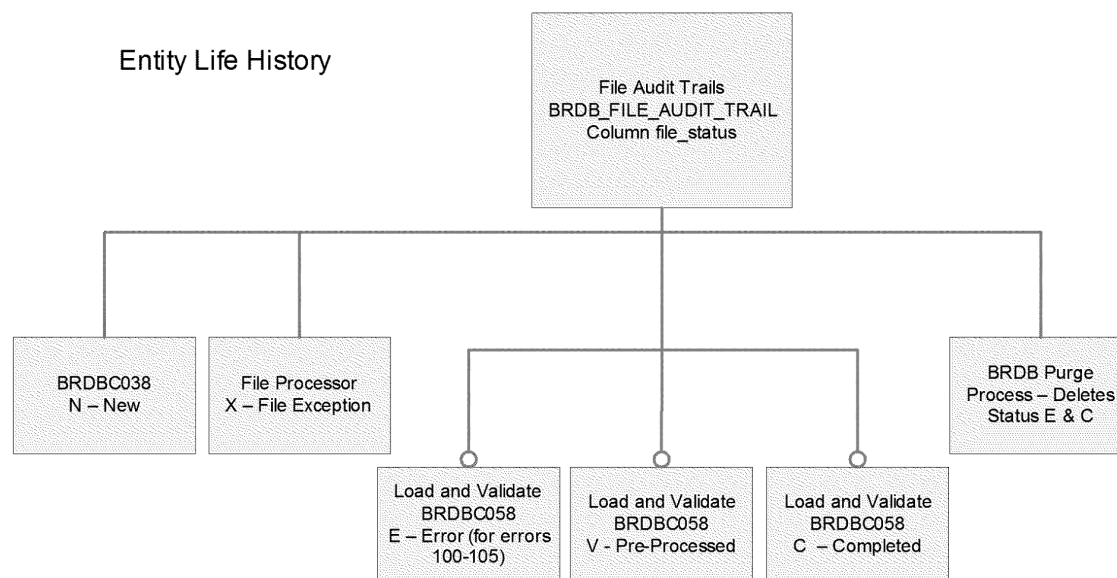 Entity Life History
File Audit Trails
BRDB_FILE_AUDIT_TRAIL
Column file_status
BRDBC038
N – New
File Processor
X – File Exception
BRDB Purge
Process – Deletes
Status E & C
Load and Validate
BRDBC058
E – Error (for errors
100-105)
Load and Validate
BRDBC058
V - Pre-Processed
Load and Validate
BRDBC058
C – Completed